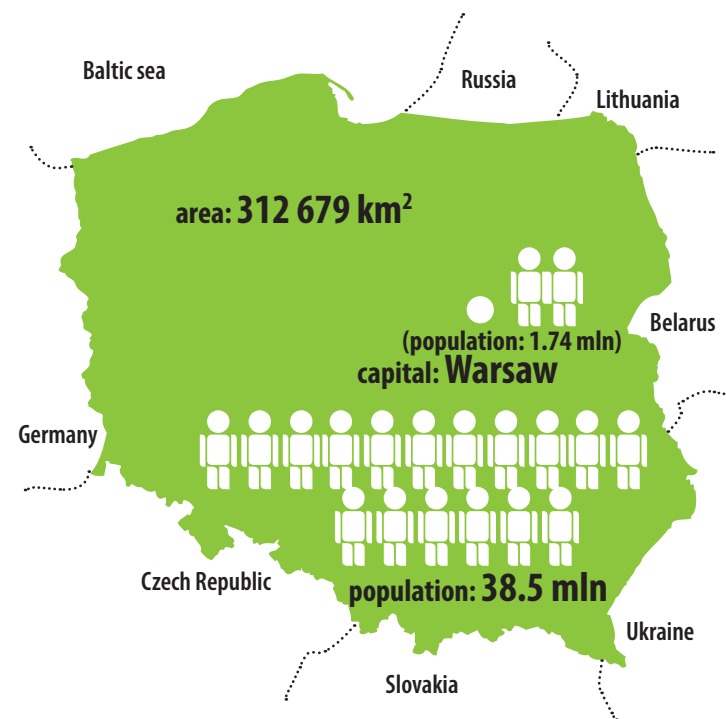 Baltic sea
Russia
Lithuania
area: 312 679 km²
Belarus
(population: 1.74 mln)
capital: Warsaw
Germany
Czech Republic
population: 38.5 mln
Ukraine
Slovakia